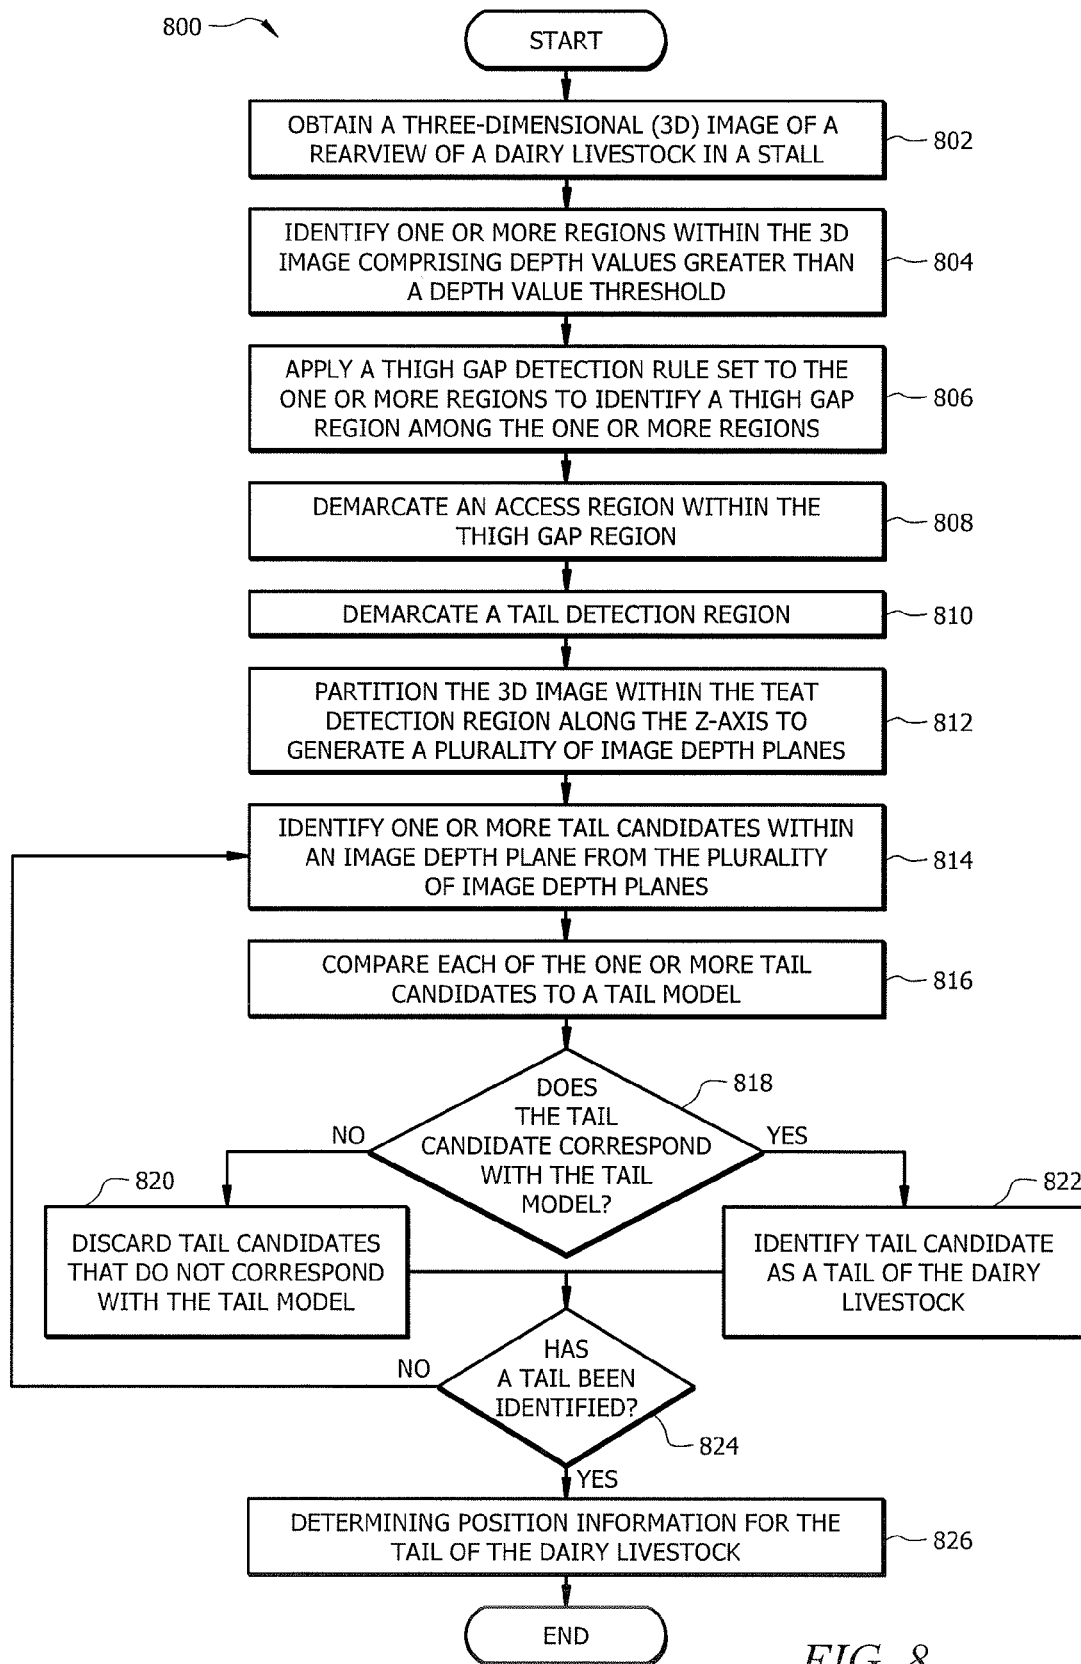 800
START
OBTAIN A THREE-DIMENSIONAL (3D) IMAGE OF A
REARVIEW OF A DAIRY LIVESTOCK IN A STALL
802
IDENTIFY ONE OR MORE REGIONS WITHIN THE 3D
IMAGE COMPRISING DEPTH VALUES GREATER THAN
A DEPTH VALUE THRESHOLD
804
APPLY A THIGH GAP DETECTION RULE SET TO THE
ONE OR MORE REGIONS TO IDENTIFY A THIGH GAP
REGION AMONG THE ONE OR MORE REGIONS
806
DEMARCATE AN ACCESS REGION WITHIN THE
THIGH GAP REGION
808
DEMARCATE A TAIL DETECTION REGION
810
PARTITION THE 3D IMAGE WITHIN THE TEAT
DETECTION REGION ALONG THE Z-AXIS TO
GENERATE A PLURALITY OF IMAGE DEPTH PLANES
812
IDENTIFY ONE OR MORE TAIL CANDIDATES WITHIN
AN IMAGE DEPTH PLANE FROM THE PLURALITY
OF IMAGE DEPTH PLANES
814
COMPARE EACH OF THE ONE OR MORE TAIL
CANDIDATES TO A TAIL MODEL
816
DOES
THE TAIL
CANDIDATE CORRESPOND
WITH THE TAIL
MODEL?
818
NO
YES
820
DISCARD TAIL CANDIDATES
THAT DO NOT CORRESPOND
WITH THE TAIL MODEL
822
IDENTIFY TAIL CANDIDATE
AS A TAIL OF THE DAIRY
LIVESTOCK
HAS
A TAIL BEEN
IDENTIFIED?
NO
824
YES
DETERMINING POSITION INFORMATION FOR THE
TAIL OF THE DAIRY LIVESTOCK
826
END
FIG. 8